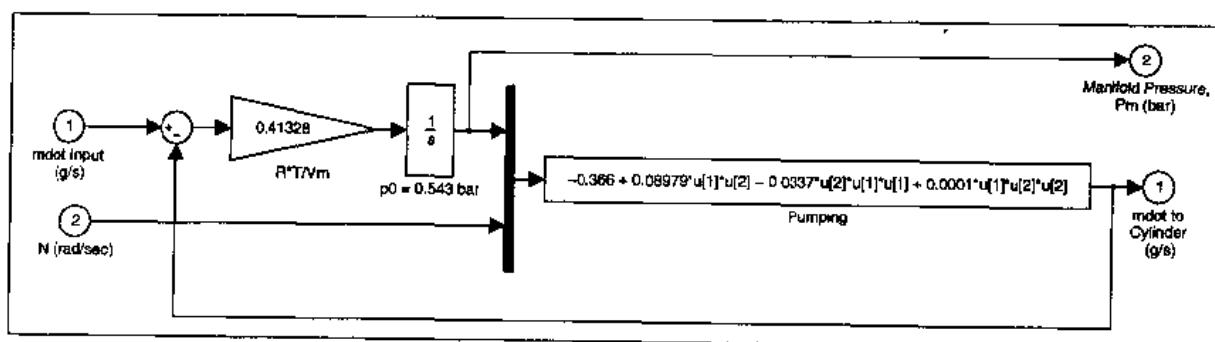 2
Manifold Pressure,
Pm (bar)
1
mdot input
(g/s)
+
-
0.41328
R*T/Vm
1
s
p0 = 0.543 bar
-0.366 + 0.08979*u[1]*u[2] - 0.0337*u[2]*u[1]*u[1] + 0.0001*u[1]*u[2]*u[2]
Pumping
1
mdot to
Cylinder
(g/s)
2
N (rad/sec)